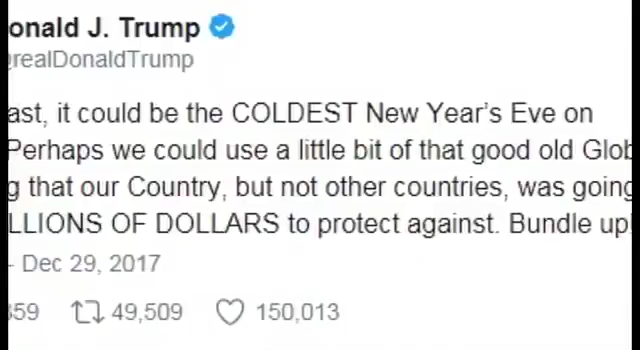 onald J. Trump
realDonaldTrump
ast, it could be the COLDEST New Year's Eve on
Perhaps we could use a little bit of that good old Glob
g that our Country, but not other countries, was going
LLIONS OF DOLLARS to protect against. Bundle up
- Dec 29, 2017
359 49,509 150,013